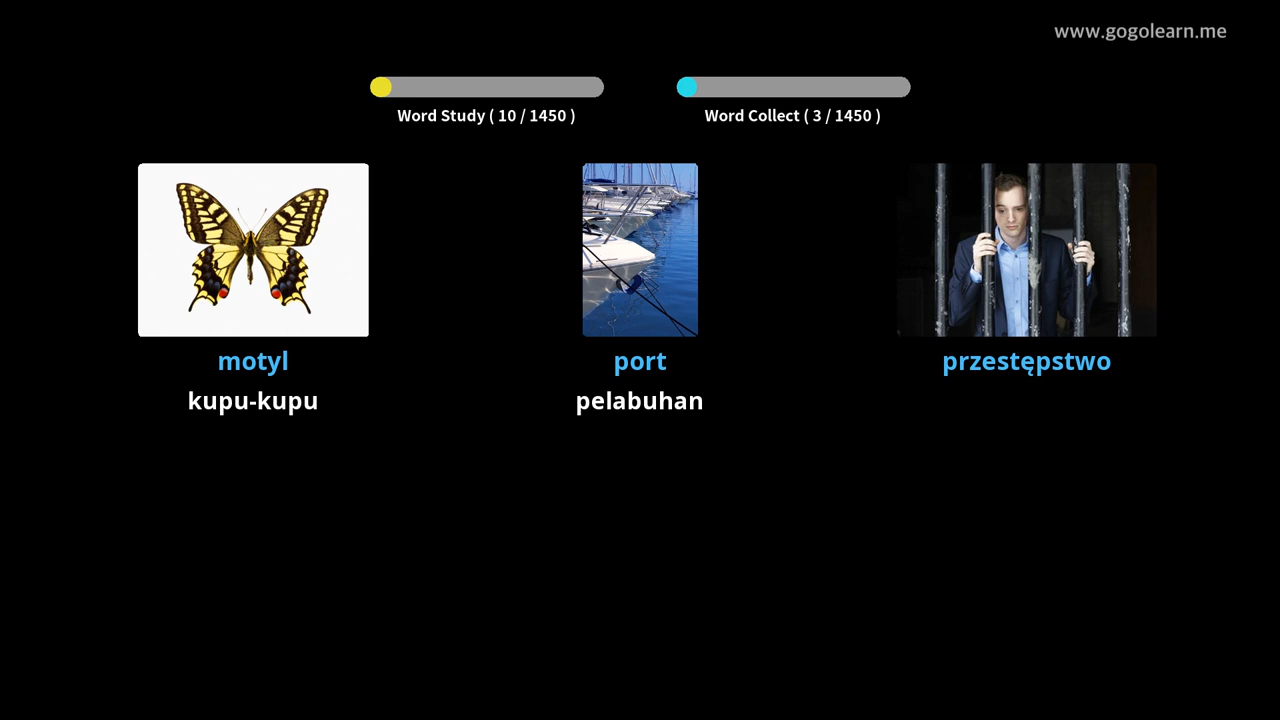 www.gogolearn.me
Word Study ( 10 / 1450 )
Word Collect ( 3 / 1450 )
motyl
kupu-kupu
port
pelabuhan
przestępstwo